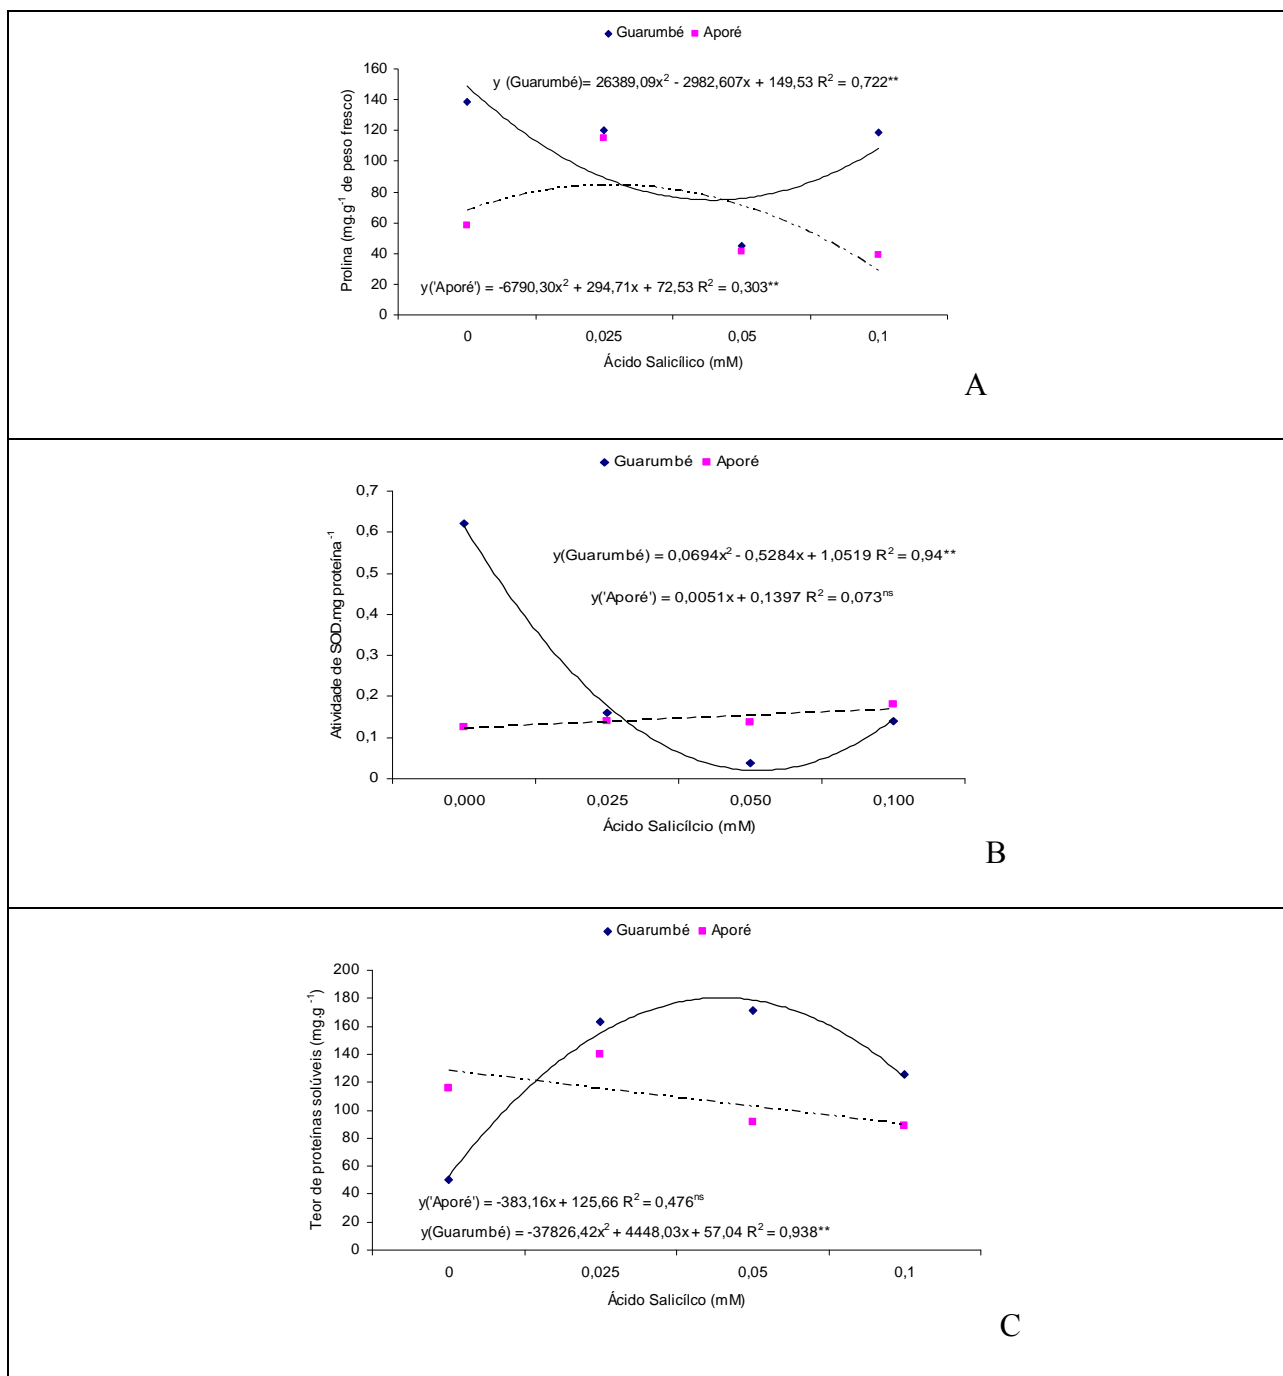 Guarumbé Aporé
y (Guarumbé)= 26389,09x² - 2982,607x + 149,53 R² = 0,722**
Prolina (mg.g⁻¹ de peso fresco)
160
140
120
100
80
60
40
20
0
y('Aporé') = -6790,30x² + 294,71x + 72,53 R² = 0,303**
0 0,025 0,05 0,1
Ácido Salicílico (mM)
A
Guarumbé Aporé
Atividade de SOD.mg proteína⁻¹
0,7
0,6
0,5
0,4
0,3
0,2
0,1
0
y(Guarumbé) = 0,0694x² - 0,5284x + 1,0519 R² = 0,94**
y('Aporé') = 0,0051x + 0,1397 R² = 0,073ⁿˢ
0,000 0,025 0,050 0,100
Ácido Salicílcio (mM)
B
Guarumbé Aporé
Teor de proteínas solúveis (mg.g⁻¹)
200
180
160
140
120
100
80
60
40
20
0
y('Aporé') = -383,16x + 125,66 R² = 0,476ⁿˢ
y(Guarumbé) = -37826,42x² + 4448,03x + 57,04 R² = 0,938**
0 0,025 0,05 0,1
Ácido Salicílco (mM)
C